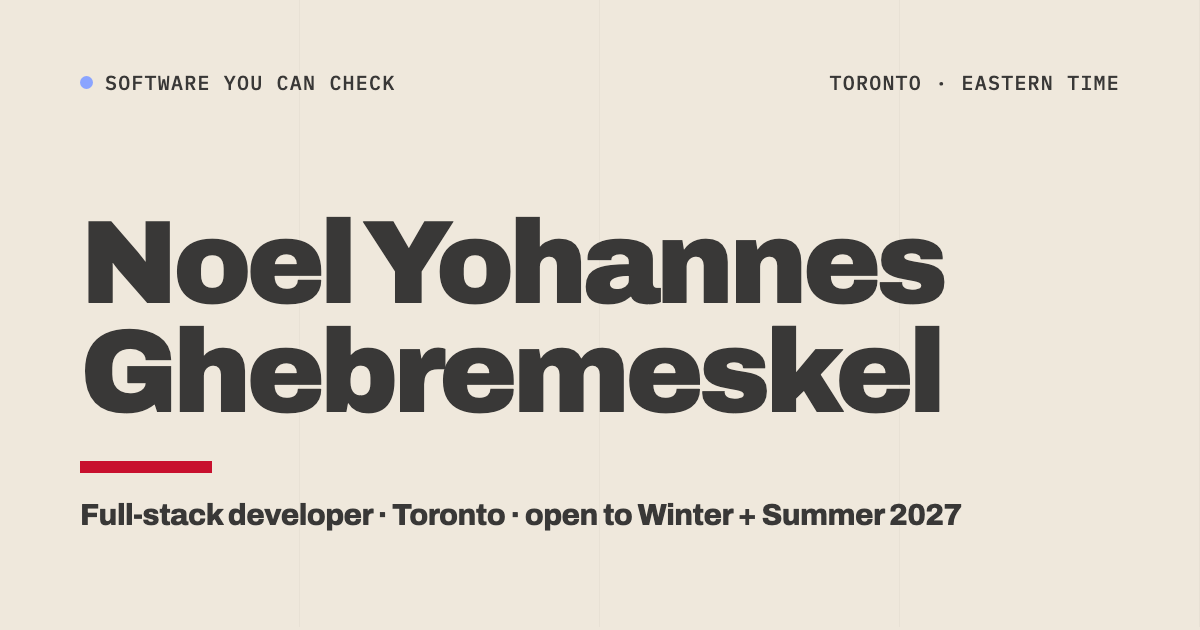 SOFTWARE YOU CAN CHECK
TORONTO · EASTERN TIME
Noel Yohannes
Ghebremeskel
Full-stack developer · Toronto · open to Winter + Summer 2027